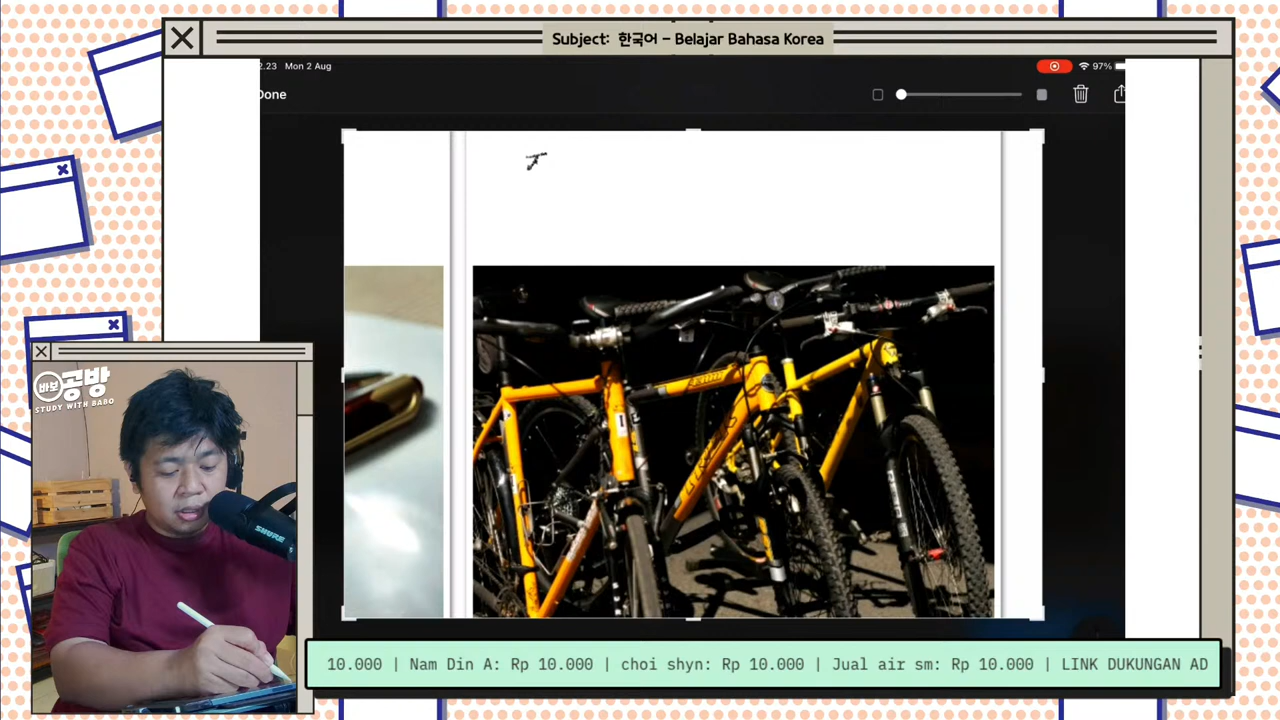 Subject: 한국어 – Belajar Bahasa Korea
2.23 Mon 2 Aug
97%
Done
바보 공방
STUDY WITH BABO
SHURE
10.000 | Nam Din A: Rp 10.000 | choi shyn: Rp 10.000 | Jual air sm: Rp 10.000 | LINK DUKUNGAN AD